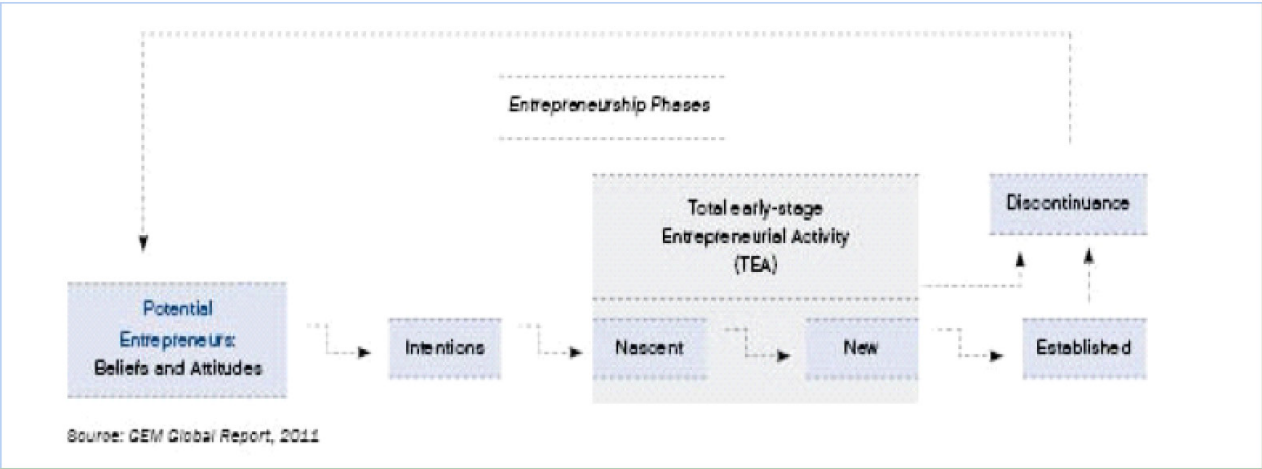 Entrepreneurship Phases
Total early-stage
Entrepreneurial Activity
(TEA)
Discontinuance
Potential
Entrepreneurs:
Beliefs and Attitudes
Intentions
Nascent
New
Established
Source: GEM Global Report, 2011